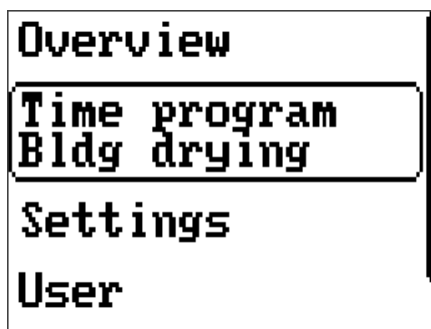 Overview
Time program
Bldg drying
Settings
User